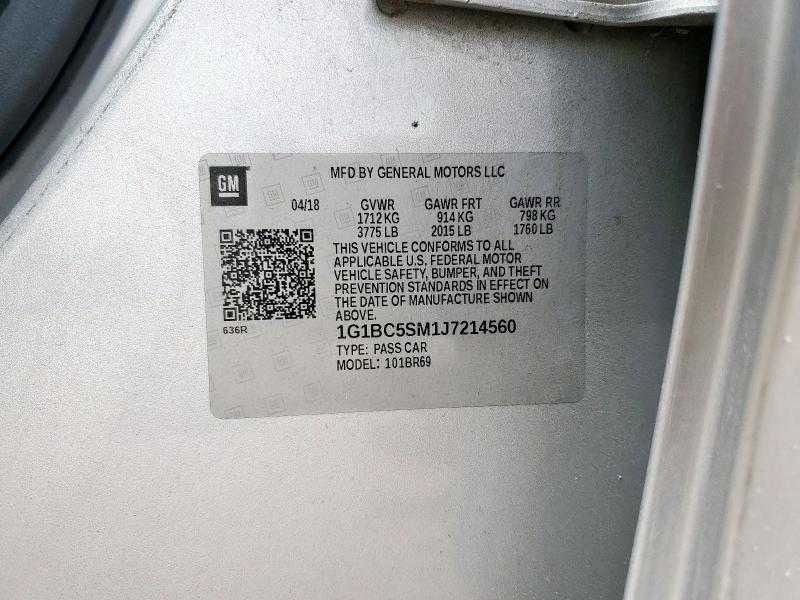 GM
MFD BY GENERAL MOTORS LLC
04/18 GVWR GAWR FRT GAWR RR
1712 KG 914 KG 798 KG
3775 LB 2015 LB 1760 LB
THIS VEHICLE CONFORMS TO ALL
APPLICABLE U.S. FEDERAL MOTOR
VEHICLE SAFETY, BUMPER, AND THEFT
PREVENTION STANDARDS IN EFFECT ON
THE DATE OF MANUFACTURE SHOWN
ABOVE.
636R
1G1BC5SM1J7214560
TYPE: PASS CAR
MODEL: 101BR69